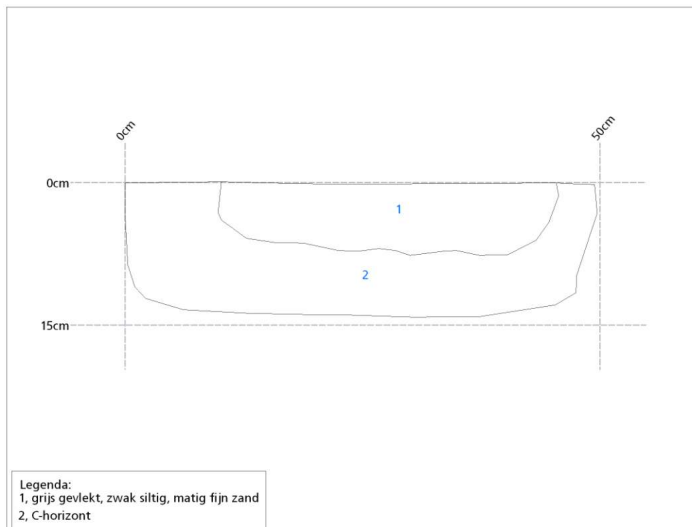 0cm
50cm
0cm
1
2
15cm
Legenda:
1, grijs gevlekt, zwak siltig, matig fijn zand
2, C-horizont